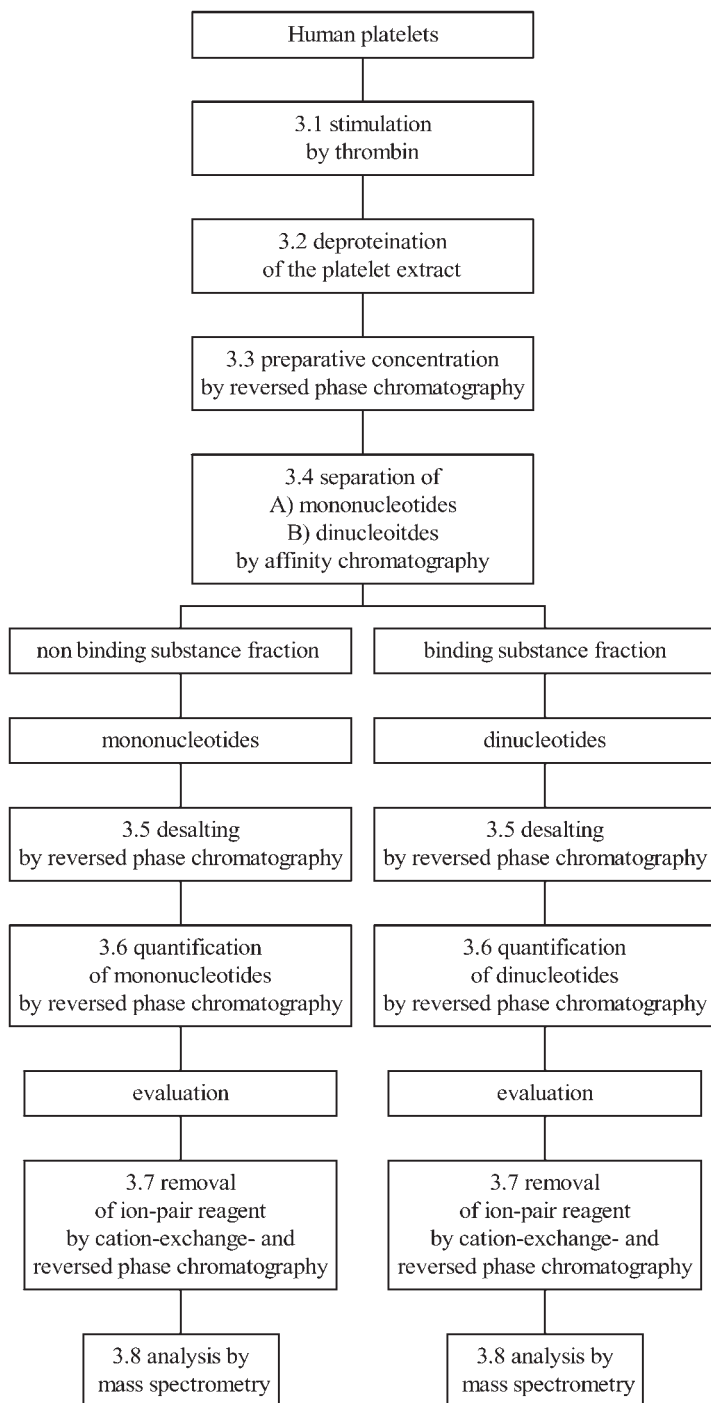 Human platelets
3.1 stimulation
by thrombin
3.2 deproteination
of the platelet extract
3.3 preparative concentration
by reversed phase chromatography
3.4 separation of
A) mononucleotides
B) dinucleoitdes
by affinity chromatography
non binding substance fraction
mononucleotides
3.5 desalting
by reversed phase chromatography
3.6 quantification
of mononucleotides
by reversed phase chromatography
evaluation
3.7 removal
of ion-pair reagent
by cation-exchange- and
reversed phase chromatography
3.8 analysis by
mass spectrometry
binding substance fraction
dinucleotides
3.5 desalting
by reversed phase chromatography
3.6 quantification
of dinucleotides
by reversed phase chromatography
evaluation
3.7 removal
of ion-pair reagent
by cation-exchange- and
reversed phase chromatography
3.8 analysis by
mass spectrometry